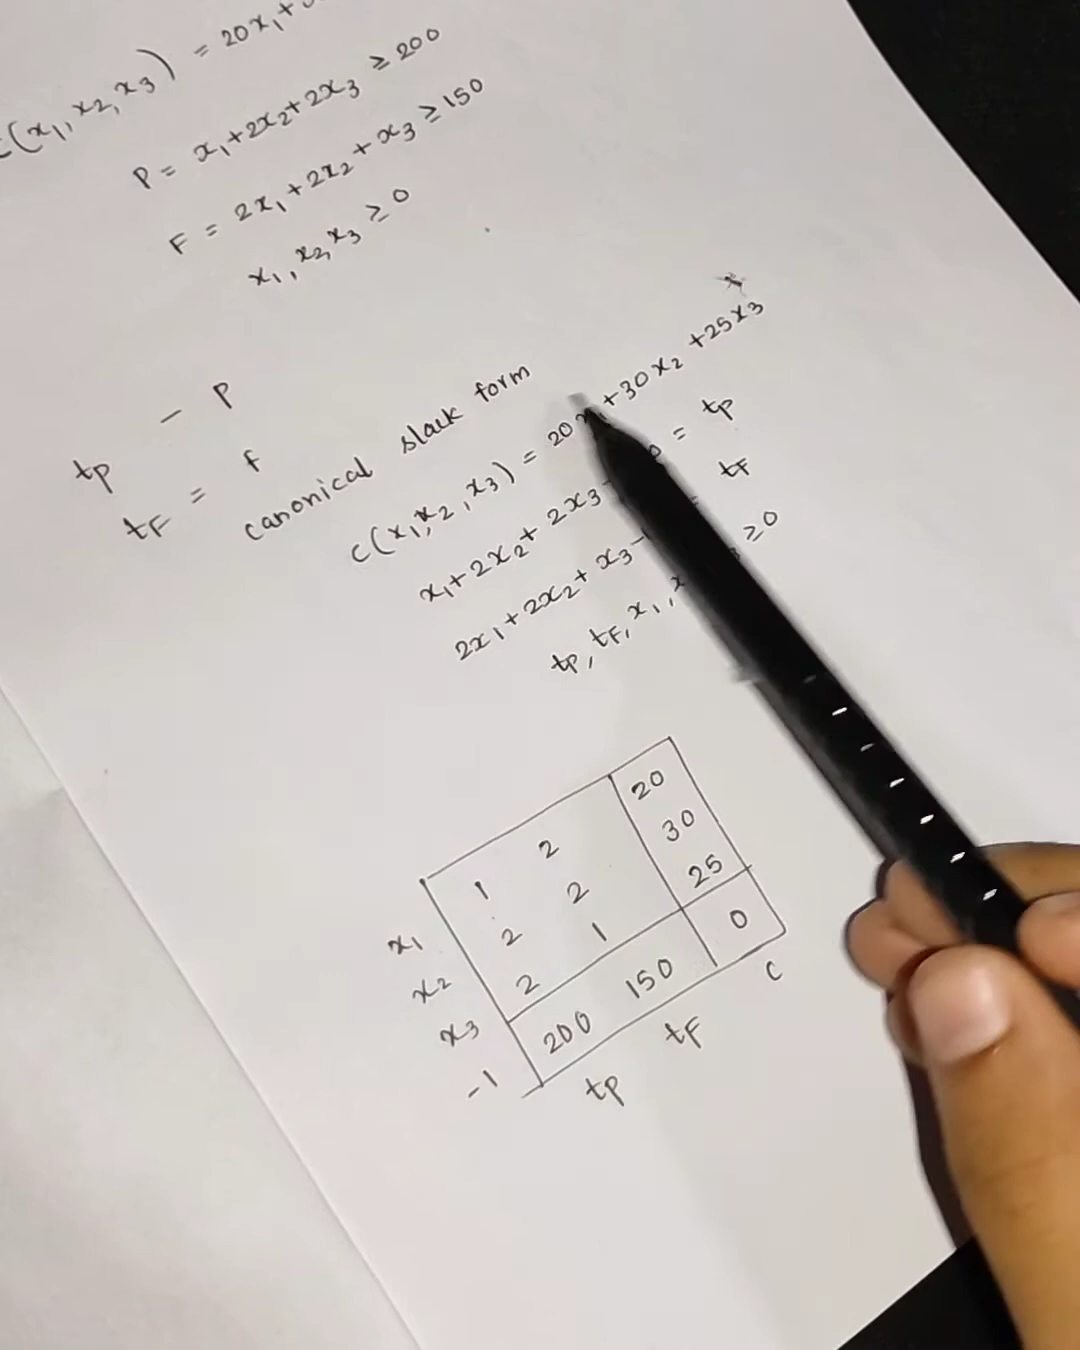 C(x₁, x₂, x₃) = 20x₁ +
P = x₁ + 2x₂ + 2x₃ ≥ 200
F = 2x₁ + 2x₂ + x₃ ≥ 150
x₁, x₂, x₃ ≥ 0
tp - P
tF = f
canonical slack form
C(x₁, x₂, x₃) = 20x₁ + 30x₂ + 25x₃
x₁ + 2x₂ + 2x₃ - = tp
2x₁ + 2x₂ + x₃ - = tF
tp, tF, x₁, x ≥ 0
x₁ 1 2 20
x₂ 2 2 30
x₃ 2 1 25
-1 200 150 0
tp tF C